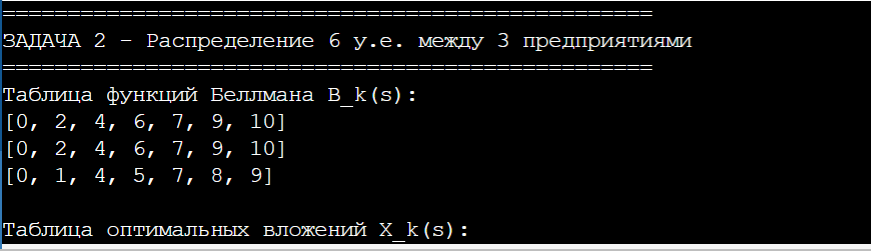 ==================================================
ЗАДАЧА 2 – Распределение 6 у.е. между 3 предприятиями
==================================================
Таблица функций Беллмана B_k(s):
[0, 2, 4, 6, 7, 9, 10]
[0, 2, 4, 6, 7, 9, 10]
[0, 1, 4, 5, 7, 8, 9]
Таблица оптимальных вложений X_k(s):